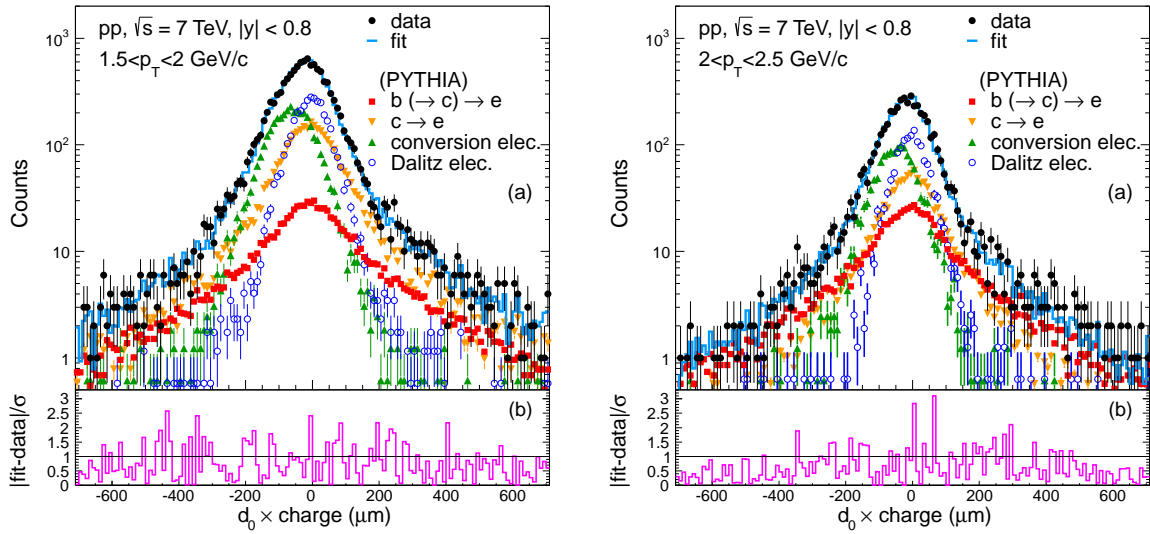 pp, √s = 7 TeV, |y| < 0.8
1.5<p_T<2 GeV/c
data
fit
(PYTHIA)
b (→ c) → e
c → e
conversion elec.
Dalitz elec.
(a)
Counts
10³
10²
10
1
(b)
|fit-data|/σ
3
2.5
2
1.5
1
0.5
0
-600 -400 -200 0 200 400 600
d₀ × charge (μm)
pp, √s = 7 TeV, |y| < 0.8
2<p_T<2.5 GeV/c
data
fit
(PYTHIA)
b (→ c) → e
c → e
conversion elec.
Dalitz elec.
(a)
Counts
10³
10²
10
1
(b)
|fit-data|/σ
3
2.5
2
1.5
1
0.5
0
-600 -400 -200 0 200 400 600
d₀ × charge (μm)